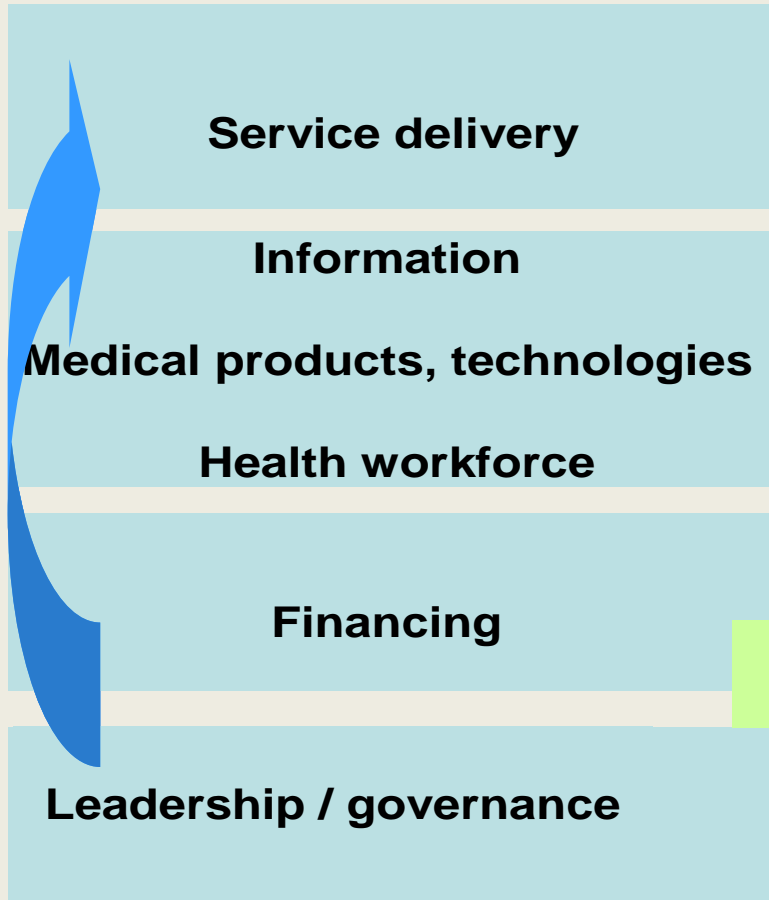 Service delivery
Information
Medical products, technologies
Health workforce
Financing
Leadership / governance